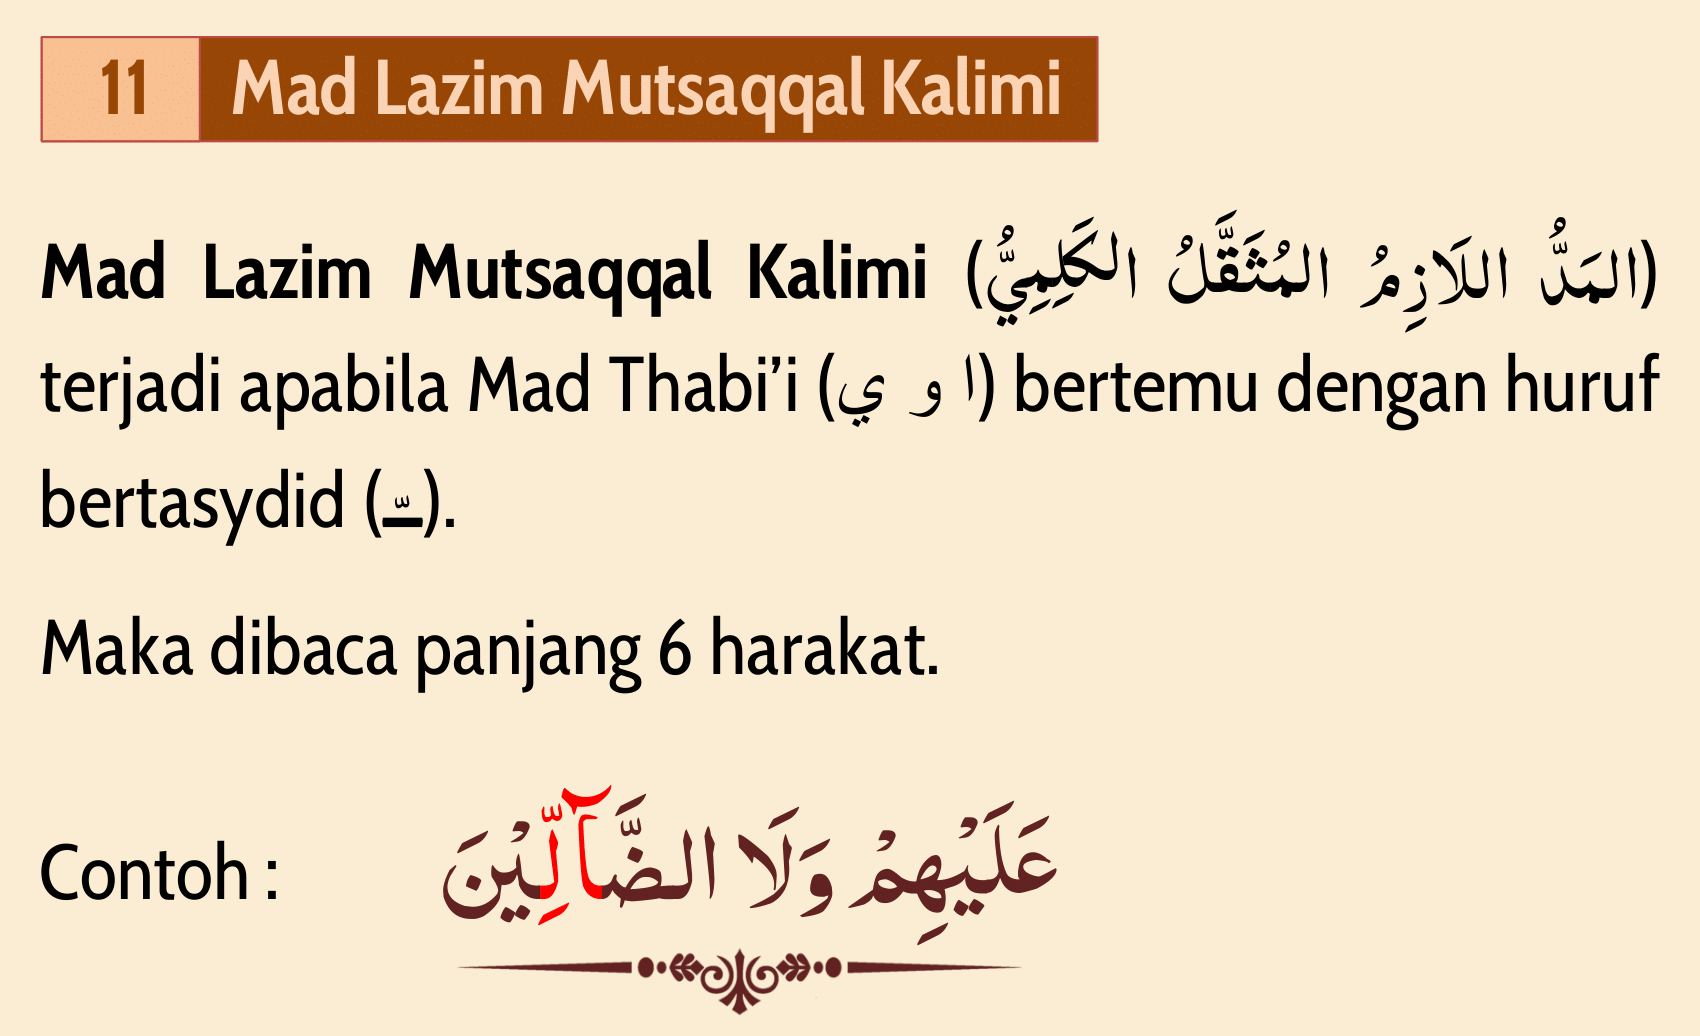 11 Mad Lazim Mutsaqqal Kalimi
Mad Lazim Mutsaqqal Kalimi (المَدُّ اللَازِمُ المُثَقَّلُ الكَلِمِيُّ)
terjadi apabila Mad Thabi’i (ا و ي) bertemu dengan huruf
bertasydid (ـّ).
Maka dibaca panjang 6 harakat.
Contoh : عَلَيْهِمْ وَلَا الضَّآلِّيْنَ